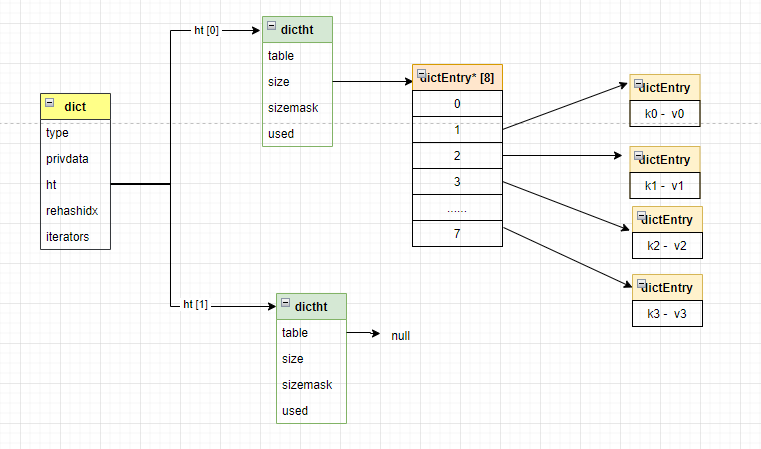 dict
type
privdata
ht
rehashidx
iterators
ht [0]
dictht
table
size
sizemask
used
dictEntry* [8]
0
1
2
3
......
7
dictEntry
k0 - v0
dictEntry
k1 - v1
dictEntry
k2 - v2
dictEntry
k3 - v3
ht [1]
dictht
table
size
sizemask
used
null